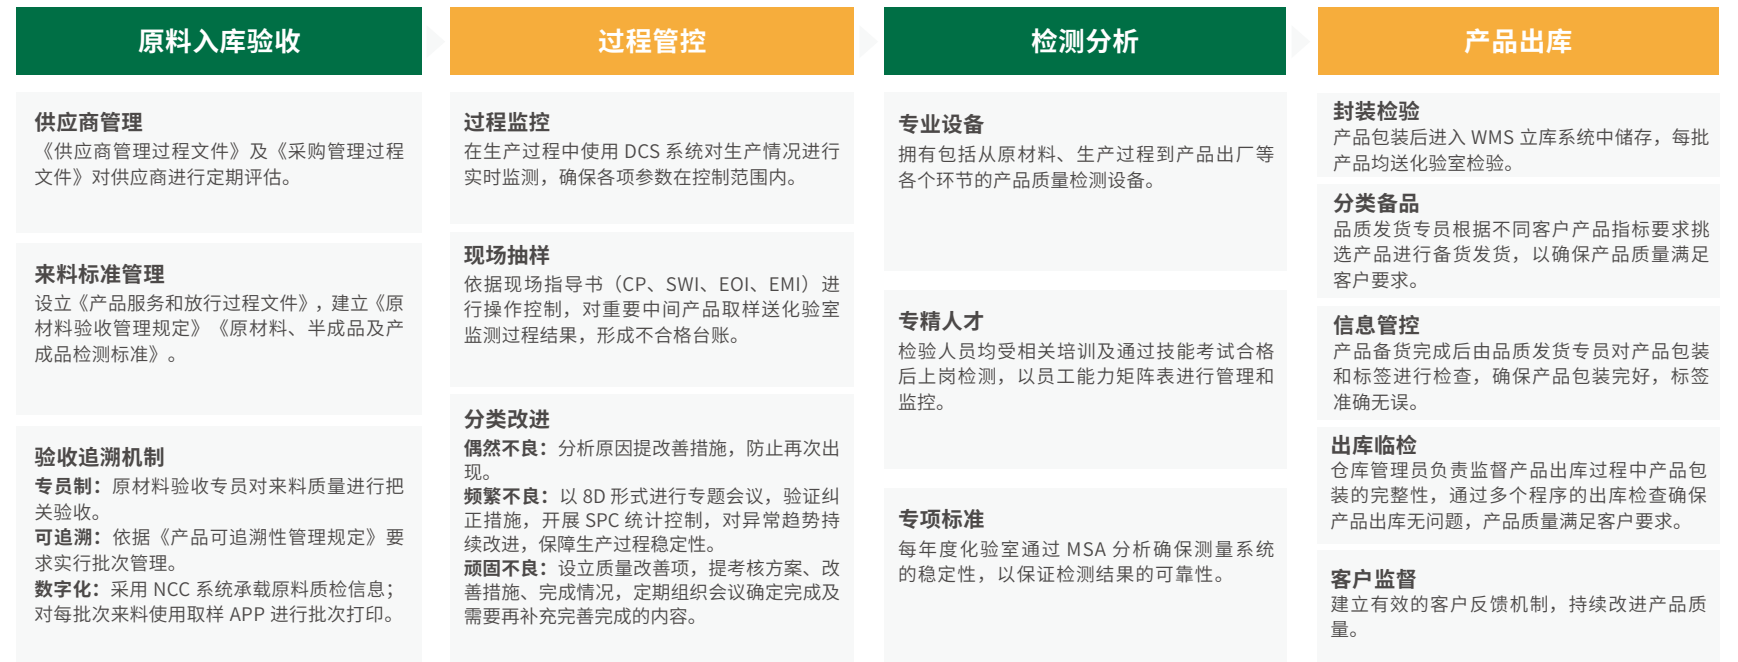 原料入库验收
供应商管理
《供应商管理过程文件》及《采购管理过程
文件》对供应商进行定期评估。
来料标准管理
设立《产品服务和放行过程文件》，建立《原
材料验收管理规定》《原材料、半成品及产
成品检测标准》。
验收追溯机制
专员制：原材料验收专员对来料质量进行把
关验收。
可追溯：依据《产品可追溯性管理规定》要
求实行批次管理。
数字化：采用 NCC 系统承载原料质检信息；
对每批次来料使用取样 APP 进行批次打印。
过程管控
过程监控
在生产过程中使用 DCS 系统对生产情况进行
实时监测，确保各项参数在控制范围内。
现场抽样
依据现场指导书（CP、SWI、EOI、EMI）进
行操作控制，对重要中间产品取样送化验室
监测过程结果，形成不合格台账。
分类改进
偶然不良：分析原因提改善措施，防止再次出
现。
频繁不良：以 8D 形式进行专题会议，验证纠
正措施，开展 SPC 统计控制，对异常趋势持
续改进，保障生产过程稳定性。
顽固不良：设立质量改善项，提考核方案、改
善措施、完成情况，定期组织会议确定完成及
需要再补充完善完成的内容。
检测分析
专业设备
拥有包括从原材料、生产过程到产品出厂等
各个环节的产品质量检测设备。
专精人才
检验人员均受相关培训及通过技能考试合格
后上岗检测，以员工能力矩阵表进行管理和
监控。
专项标准
每年度化验室通过 MSA 分析确保测量系统
的稳定性，以保证检测结果的可靠性。
产品出库
封装检验
产品包装后进入 WMS 立库系统中储存，每批
产品均送化验室检验。
分类备品
品质发货专员根据不同客户产品指标要求挑
选产品进行备货发货，以确保产品质量满足
客户要求。
信息管控
产品备货完成后由品质发货专员对产品包装
和标签进行检查，确保产品包装完好，标签
准确无误。
出库临检
仓库管理员负责监督产品出库过程中产品包
装的完整性，通过多个程序的出库检查确保
产品出库无问题，产品质量满足客户要求。
客户监督
建立有效的客户反馈机制，持续改进产品质
量。